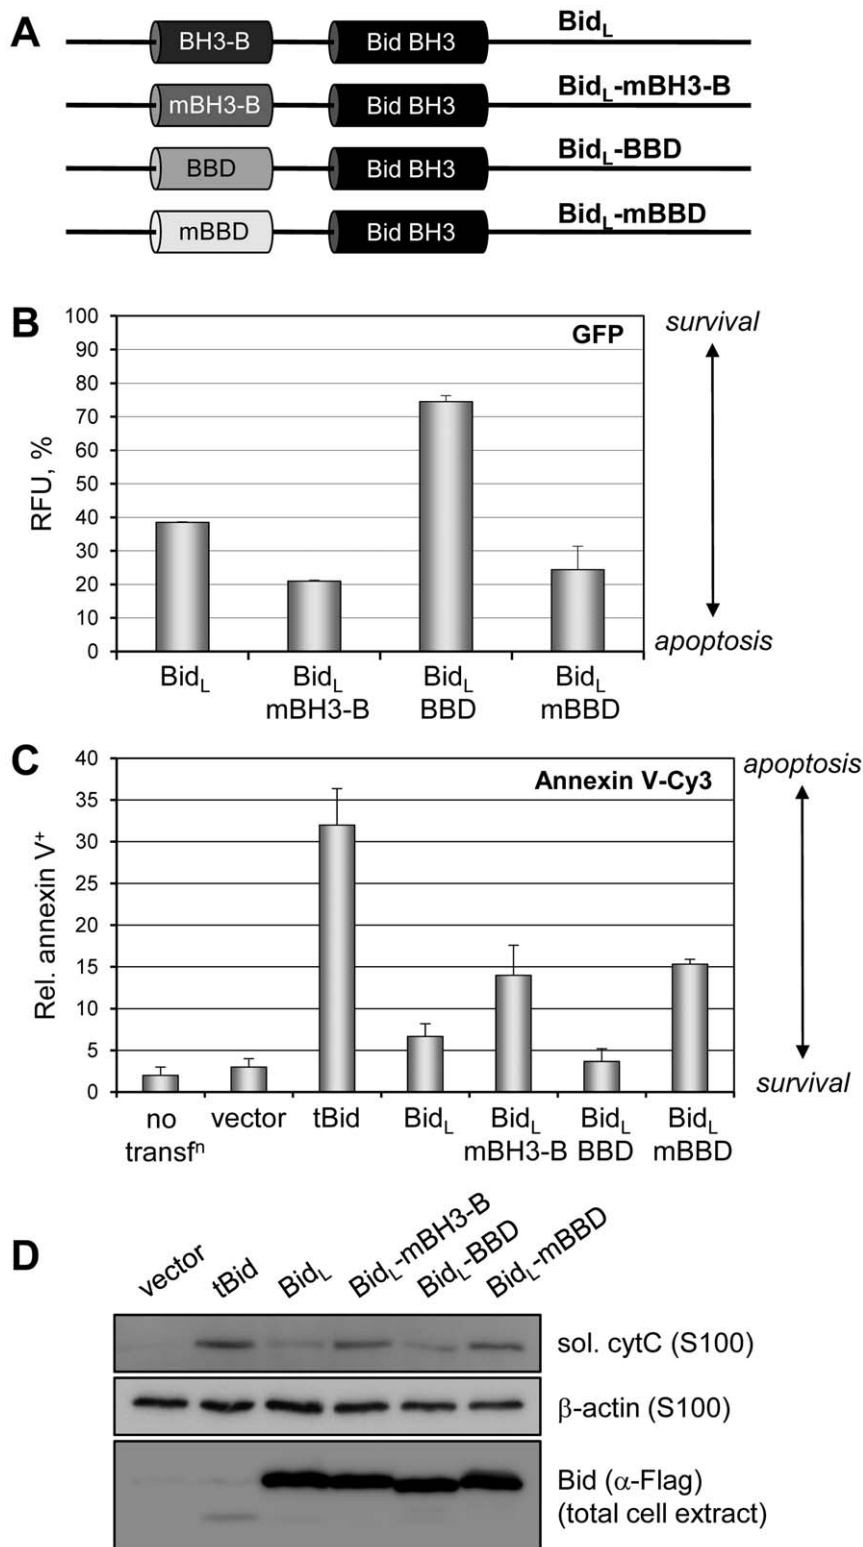 A
BH3-B Bid BH3 BidL
mBH3-B Bid BH3 BidL-mBH3-B
BBD Bid BH3 BidL-BBD
mBBD Bid BH3 BidL-mBBD
B
100
90
80
70
60
50
40
30
20
10
0
RFU, %
GFP
survival
apoptosis
BidL BidL BidL BidL
mBH3-B BBD mBBD
C
40
35
30
25
20
15
10
5
0
Rel. annexin V+
Annexin V-Cy3
apoptosis
survival
no vector tBid BidL BidL BidL BidL
transfn mBH3-B BBD mBBD
D
vector tBid BidL BidL-mBH3-B BidL-BBD BidL-mBBD
sol. cytC (S100)
β-actin (S100)
Bid (α-Flag)
(total cell extract)